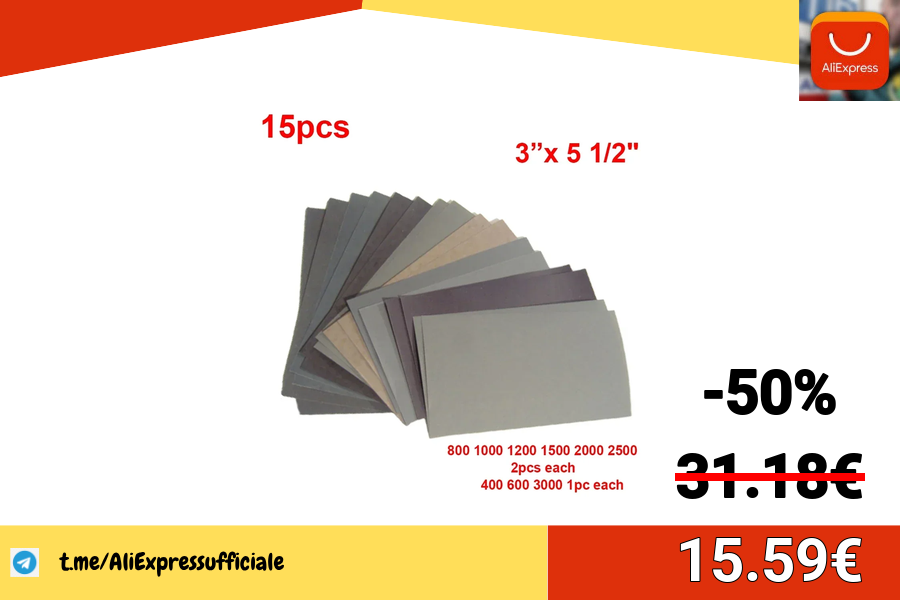 AliExpress
15pcs
3”x 5 1/2"
800 1000 1200 1500 2000 2500
2pcs each
400 600 3000 1pc each
-50%
31.18€
t.me/AliExpressufficiale
15.59€